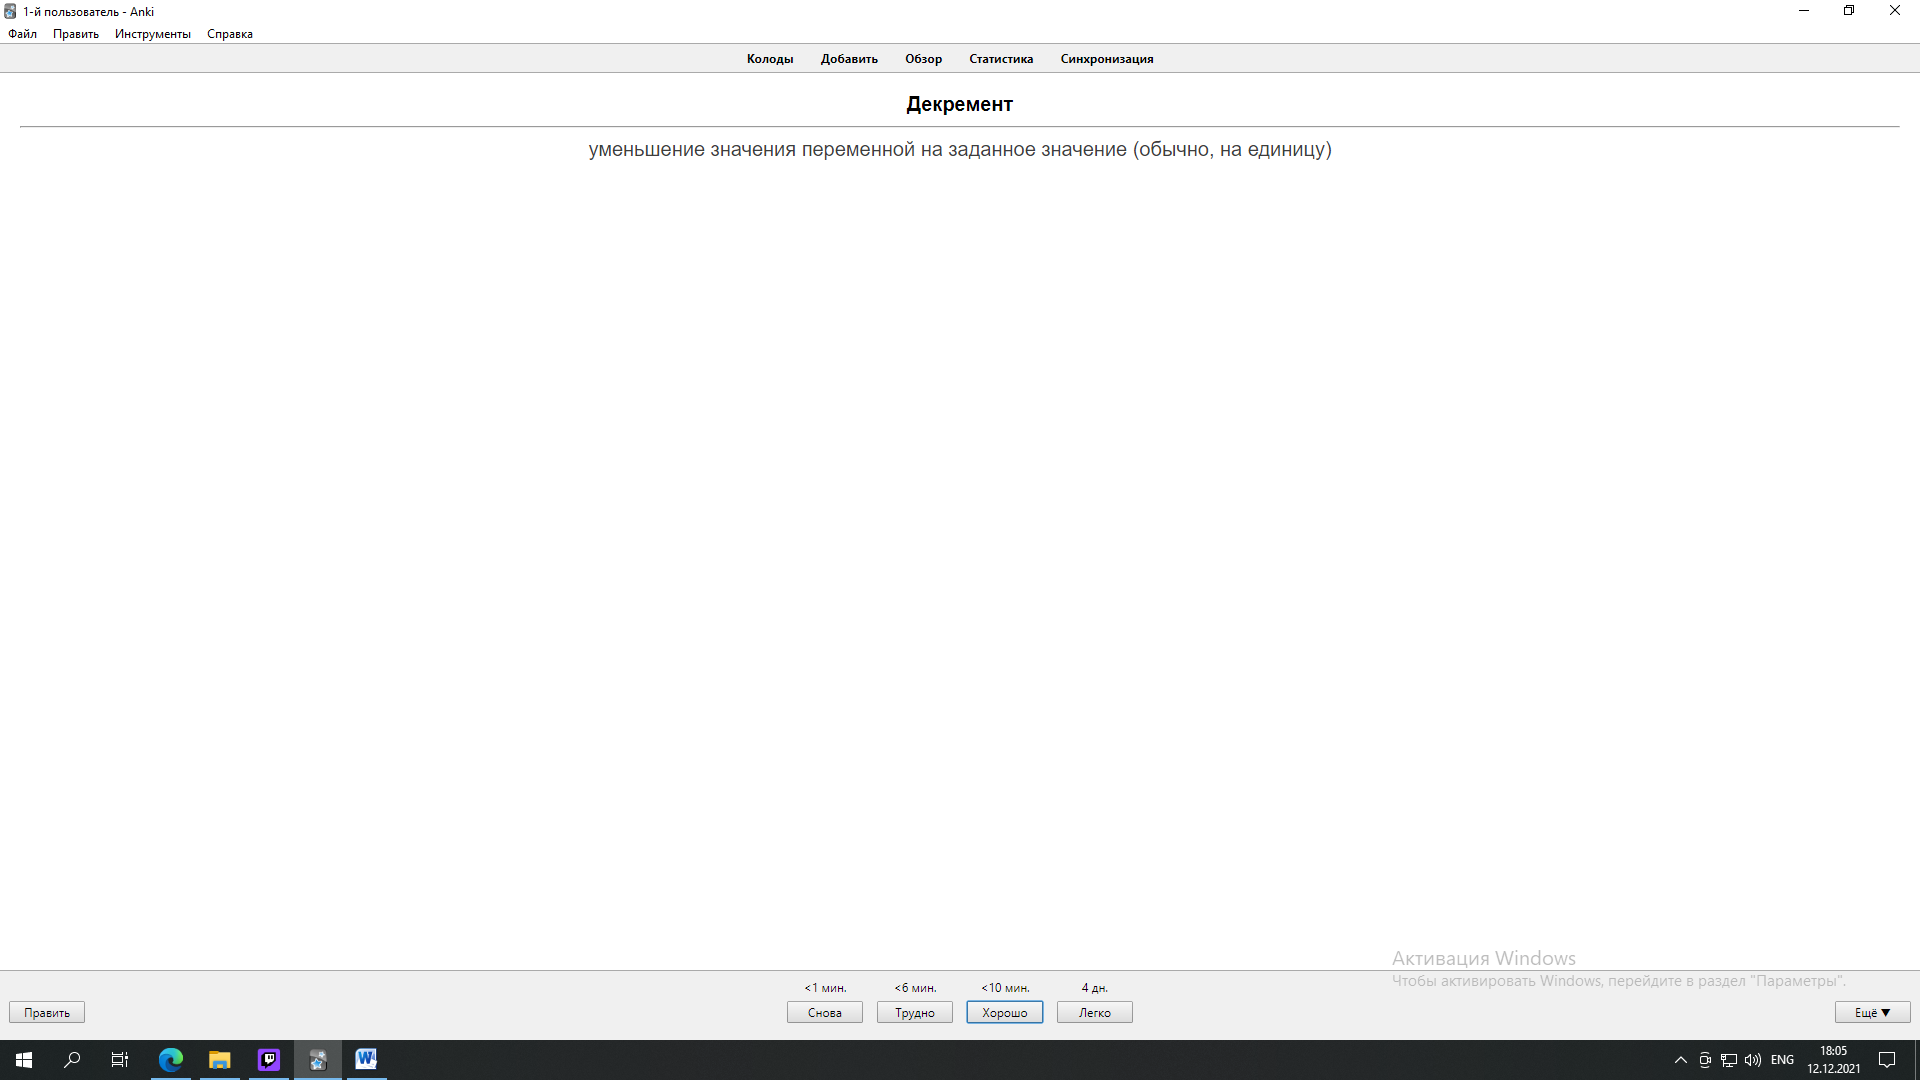 1-й пользователь - Anki
Файл Править Инструменты Справка
Колоды Добавить Обзор Статистика Синхронизация
Декремент
уменьшение значения переменной на заданное значение (обычно, на единицу)
Активация Windows
Чтобы активировать Windows, перейдите в раздел "Параметры".
<1 мин. <6 мин. <10 мин. 4 дн.
Править Снова Трудно Хорошо Легко Ещё ▼
ENG
18:05
12.12.2021